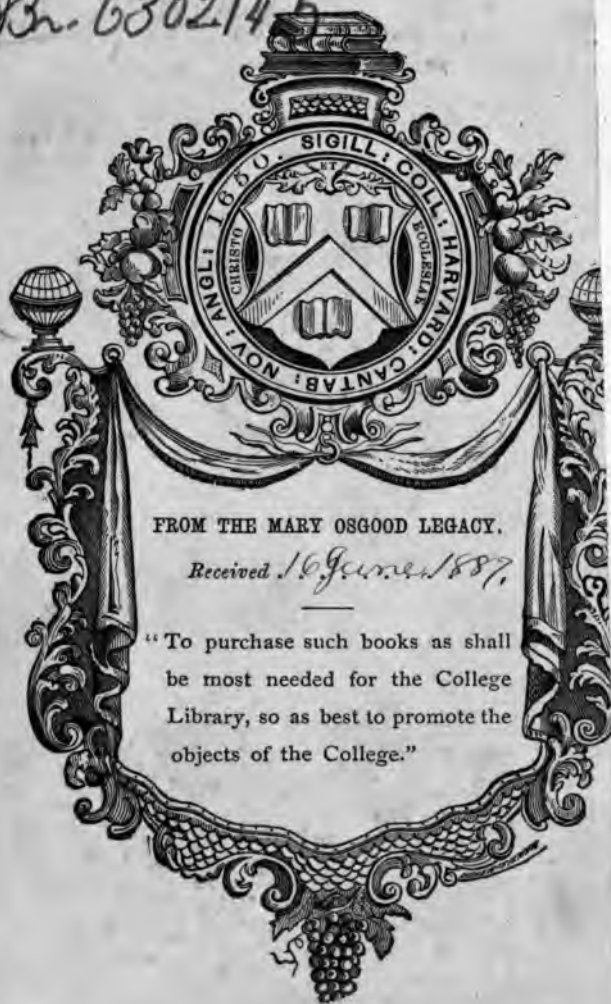 Br. 6302.14.5
SIGILL: COLL: HARVARD: CANTAB: NOV: ANGL: 1650.
ET
CHRISTO
ECCLESIAE
FROM THE MARY OSGOOD LEGACY.
Received 16 June, 1887.
"To purchase such books as shall
be most needed for the College
Library, so as best to promote the
objects of the College."